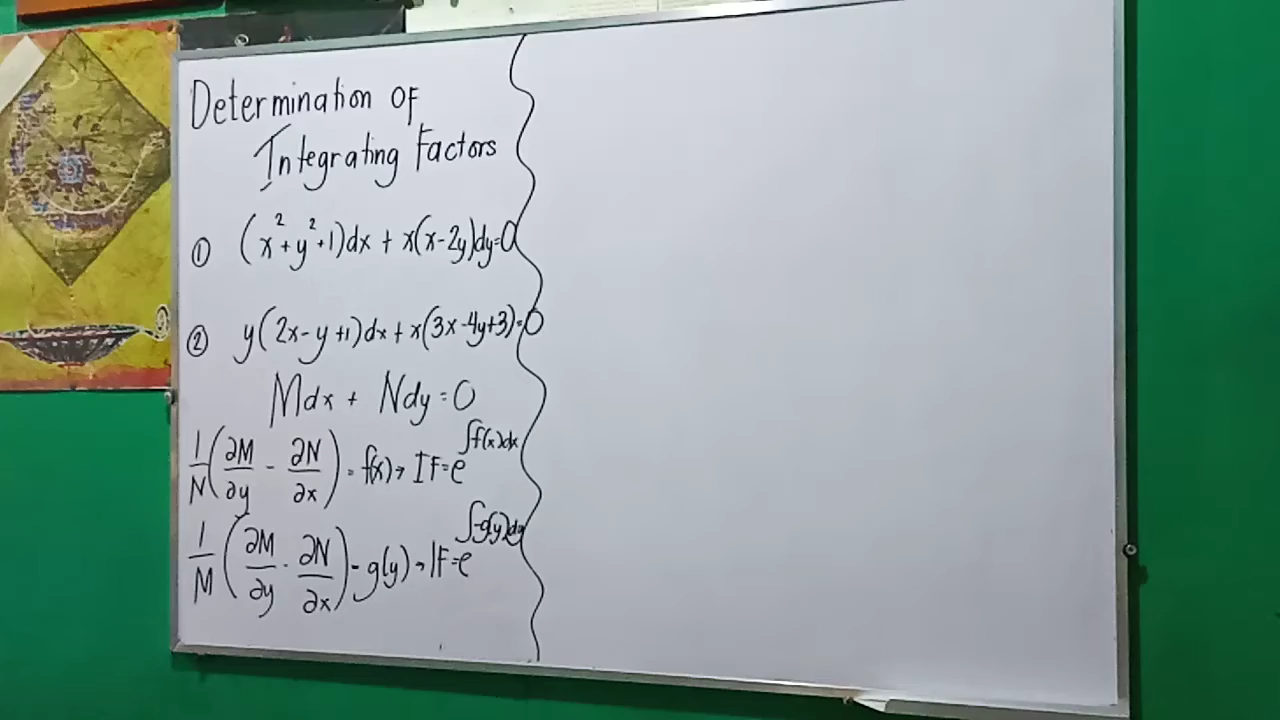 Determination OF
Integrating Factors
① (x²+y²+1)dx + x(x-2y)dy=0
② y(2x-y+1)dx+x(3x-4y+3)=0
Mdx + Ndy=0
1/N (∂M/∂y - ∂N/∂x) = f(x) → IF=e^∫f(x)dx
1/M (∂M/∂y - ∂N/∂x) = g(y) → IF=e^∫-g(y)dy